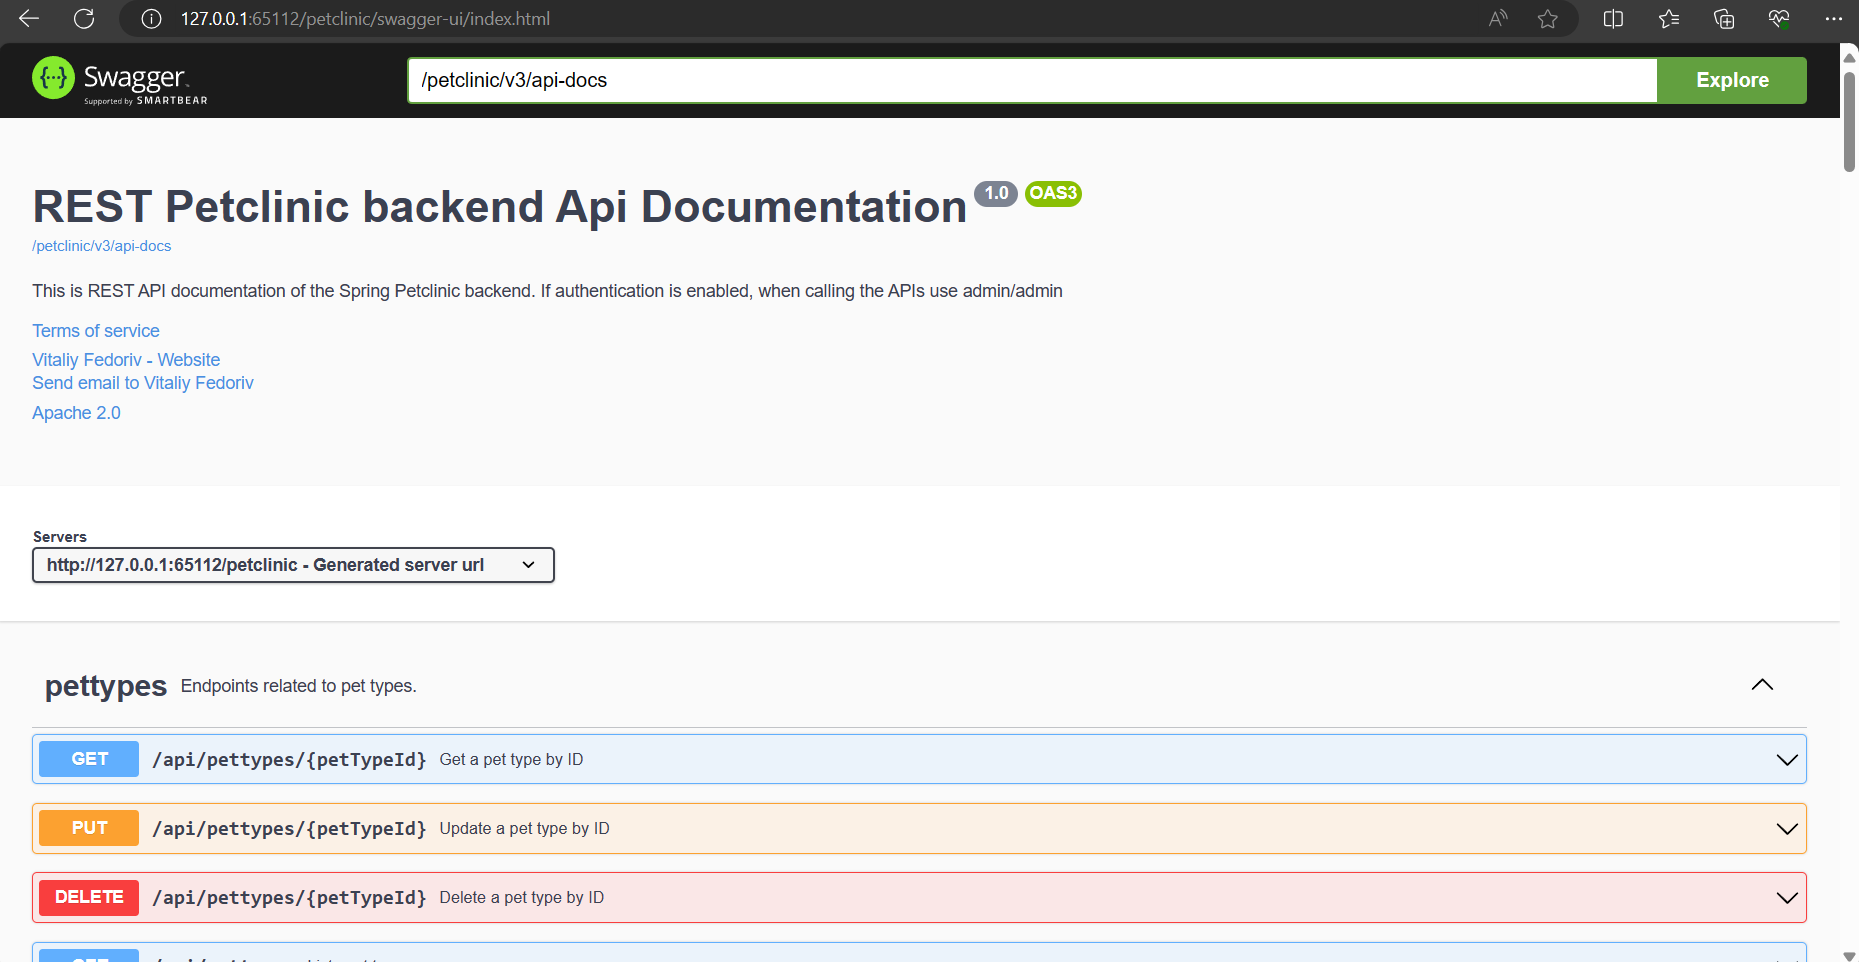 127.0.0.1:65112/petclinic/swagger-ui/index.html
Swagger
Supported by SMARTBEAR
/petclinic/v3/api-docs
Explore
REST Petclinic backend Api Documentation 1.0 OAS3
/petclinic/v3/api-docs
This is REST API documentation of the Spring Petclinic backend. If authentication is enabled, when calling the APIs use admin/admin
Terms of service
Vitaliy Fedoriv - Website
Send email to Vitaliy Fedoriv
Apache 2.0
Servers
http://127.0.0.1:65112/petclinic - Generated server url
pettypes Endpoints related to pet types.
GET /api/pettypes/{petTypeId} Get a pet type by ID
PUT /api/pettypes/{petTypeId} Update a pet type by ID
DELETE /api/pettypes/{petTypeId} Delete a pet type by ID
GET